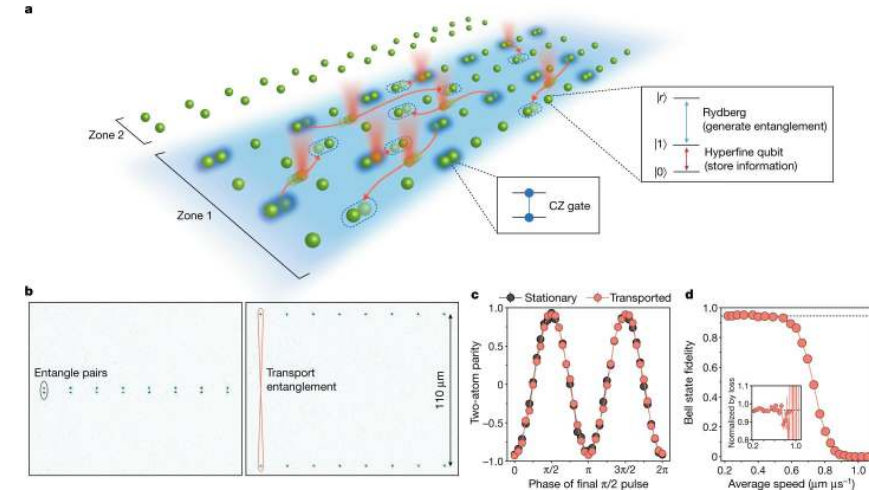 a
Zone 2
Zone 1
|r⟩
Rydberg
(generate entanglement)
|1⟩
Hyperfine qubit
(store information)
|0⟩
CZ gate
b
Entangle pairs
Transport
entanglement
110 μm
c
Stationary
Transported
Two-atom parity
1.0
0.5
0
−0.5
−1.0
0
π/2
π
3π/2
2π
Phase of final π/2 pulse
d
Bell state fidelity
1.0
0.8
0.6
0.4
0.2
0
Normalized by loss
1.1
1.0
0.9
0.8
0.2
1.0
0.2
0.4
0.6
0.8
1.0
Average speed (μm μs⁻¹)